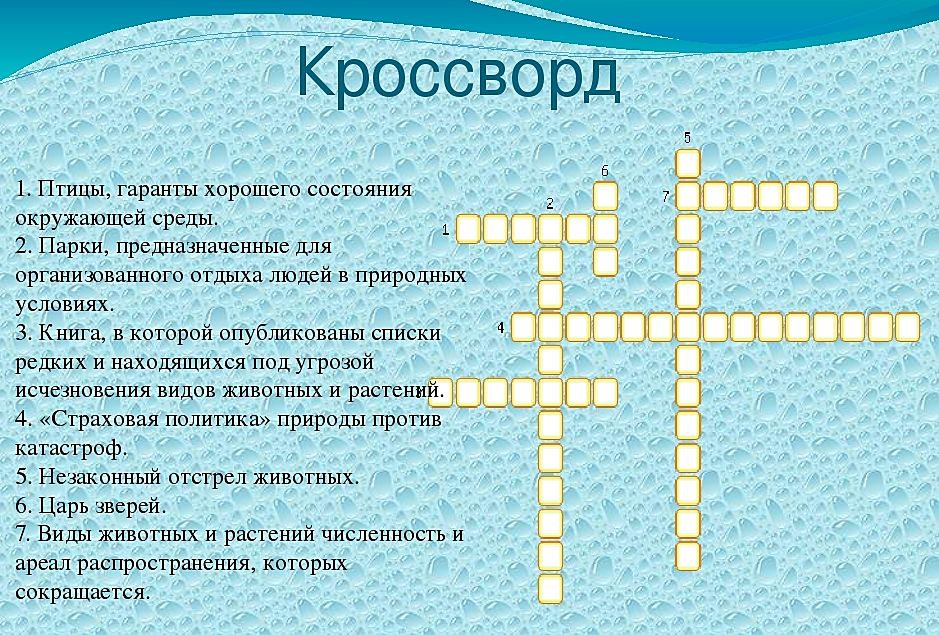 Кроссворд
1. Птицы, гаранты хорошего состояния
окружающей среды.
2. Парки, предназначенные для
организованного отдыха людей в природных
условиях.
3. Книга, в которой опубликованы списки
редких и находящихся под угрозой
исчезновения видов животных и растений.
4. «Страховая политика» природы против
катастроф.
5. Незаконный отстрел животных.
6. Царь зверей.
7. Виды животных и растений численность и
ареал распространения, которых
сокращается.
5
6
7
2
1
4
3